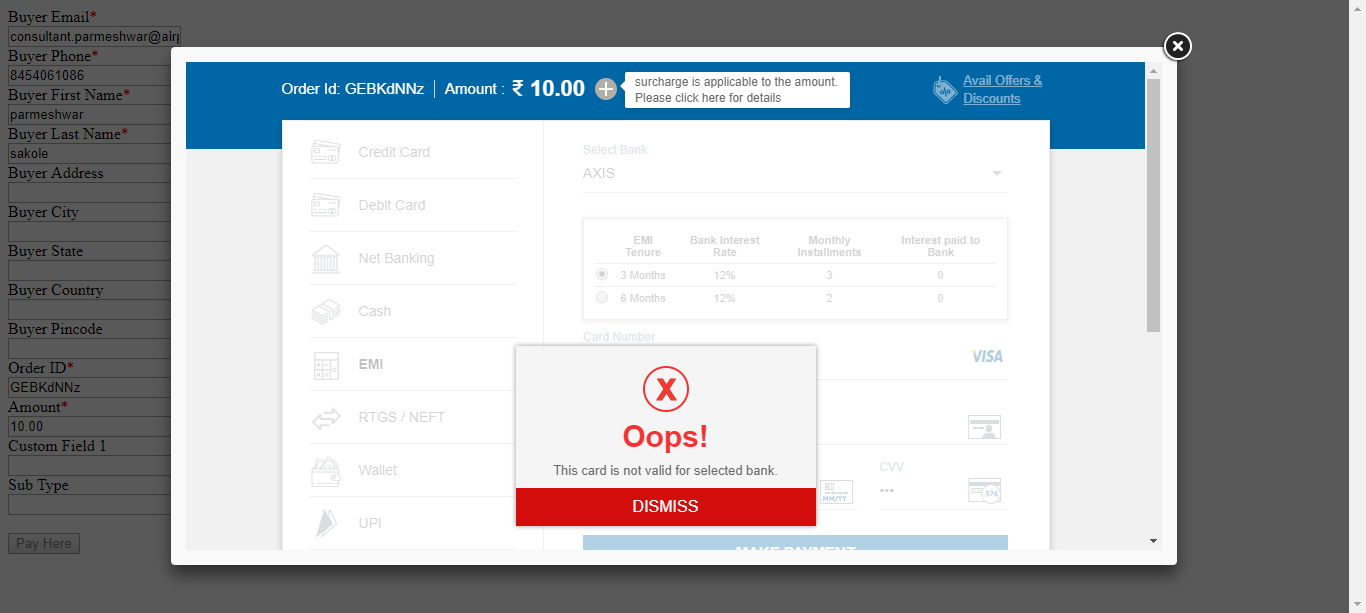 Buyer Email*
Buyer Phone*
8454061086
Buyer First Name*
parmeshwar
Buyer Last Name*
sakole
Buyer Address
Buyer City
Buyer State
Buyer Country
Buyer Pincode
Order ID*
GEBKdNNz
Amount*
10.00
Custom Field 1
Sub Type
Pay Here
Order Id: GEBKdNNz
Amount : ₹ 10.00
surcharge is applicable to the amount.
Please click here for details
Avail Offers &
Discounts
Credit Card
Debit Card
Net Banking
Cash
EMI
RTGS / NEFT
Wallet
UPI
Select Bank
AXIS
EMI Tenure Bank Interest Rate Monthly Installments Interest paid to Bank
3 Months 12% 3 0
6 Months 12% 2 0
Card Number
VISA
MM/YY
CVV
•••
576
X
Oops!
This card is not valid for selected bank.
DISMISS
MAKE PAYMENT